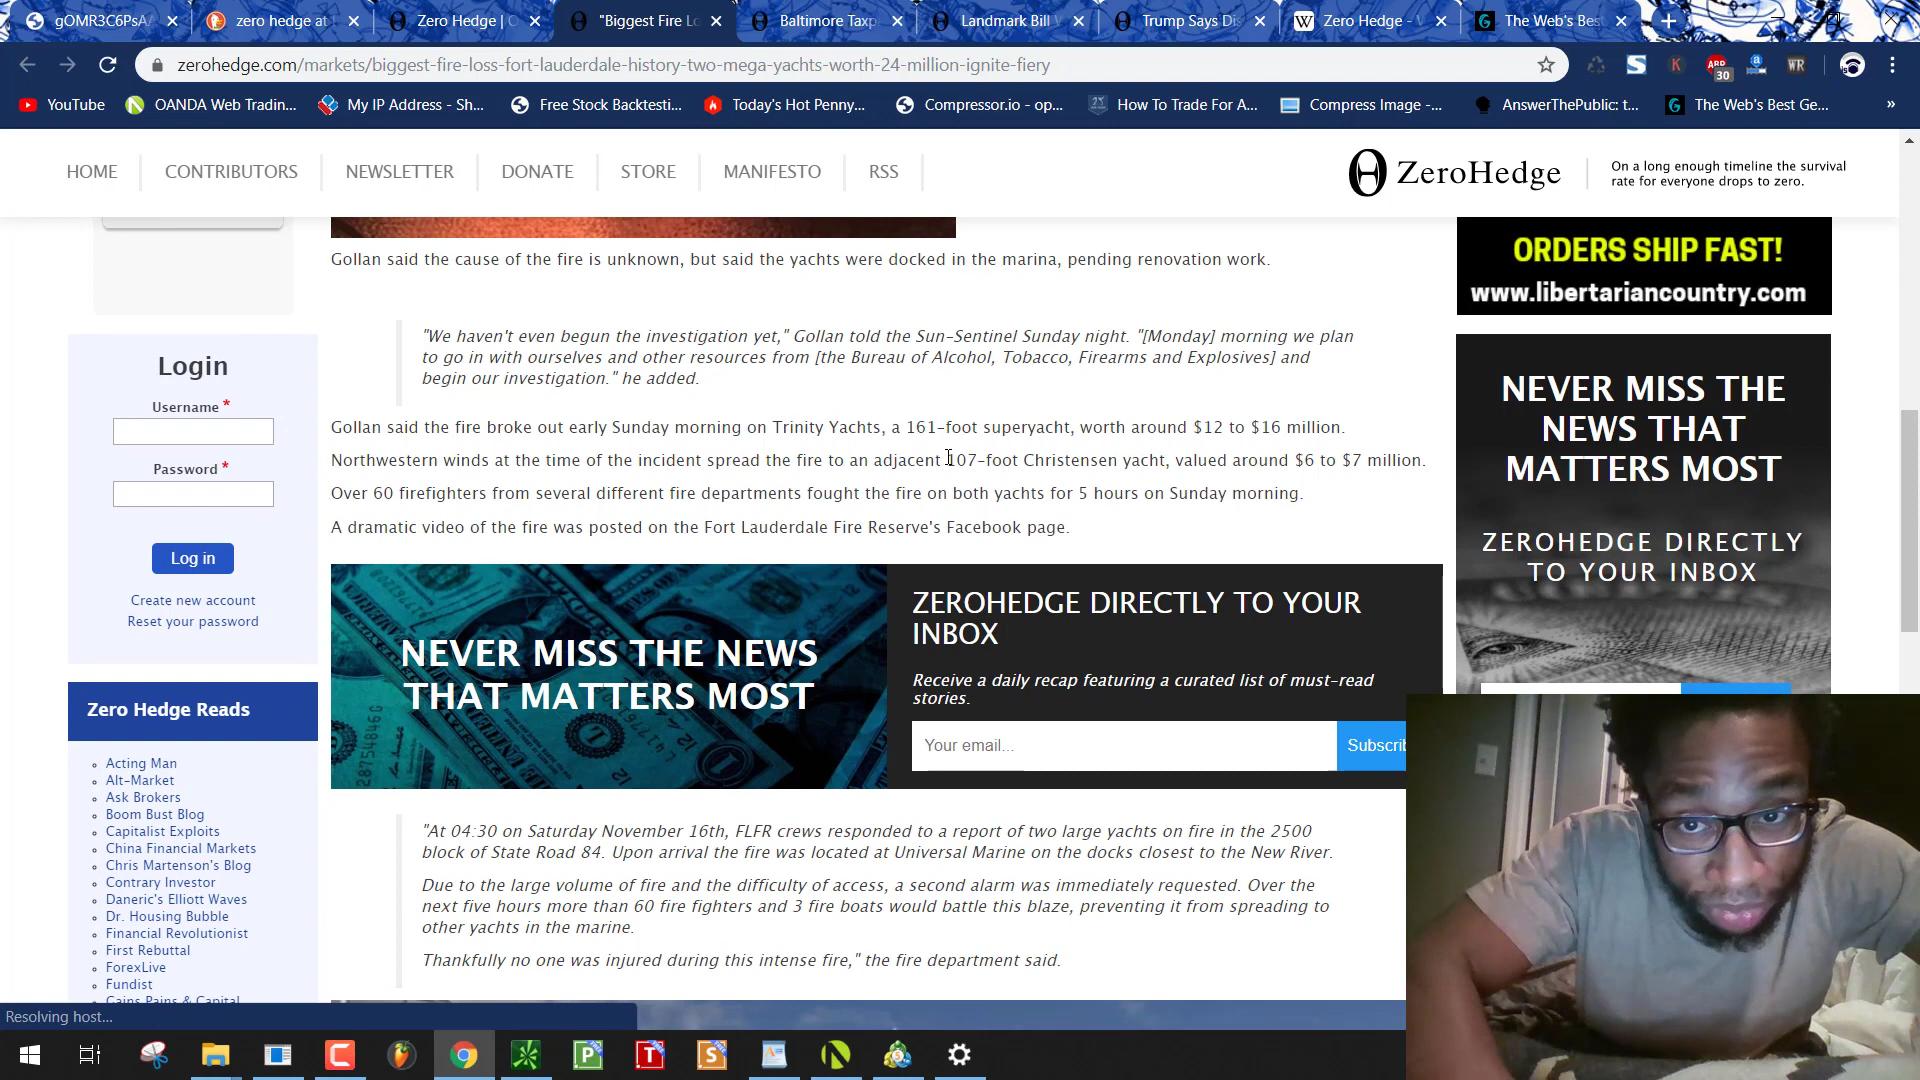 gOMR3C6PsA
zero hedge at
Zero Hedge | O
"Biggest Fire Lo
Baltimore Taxp
Landmark Bill
Trump Says Di
Zero Hedge -
The Web's Bes
zerohedge.com/markets/biggest-fire-loss-fort-lauderdale-history-two-mega-yachts-worth-24-million-ignite-fiery
ABP
30
WR
YouTube
OANDA Web Tradin...
My IP Address - Sh...
Free Stock Backtesti...
Today's Hot Penny...
Compressor.io - op...
How To Trade For A...
Compress Image -...
AnswerThePublic: t...
The Web's Best Ge...
»
HOME
CONTRIBUTORS
NEWSLETTER
DONATE
STORE
MANIFESTO
RSS
ZeroHedge
On a long enough timeline the survival
rate for everyone drops to zero.
Gollan said the cause of the fire is unknown, but said the yachts were docked in the marina, pending renovation work.
"We haven't even begun the investigation yet," Gollan told the Sun-Sentinel Sunday night. "[Monday] morning we plan
to go in with ourselves and other resources from [the Bureau of Alcohol, Tobacco, Firearms and Explosives] and
begin our investigation." he added.
Gollan said the fire broke out early Sunday morning on Trinity Yachts, a 161-foot superyacht, worth around $12 to $16 million.
Northwestern winds at the time of the incident spread the fire to an adjacent 107-foot Christensen yacht, valued around $6 to $7 million.
Over 60 firefighters from several different fire departments fought the fire on both yachts for 5 hours on Sunday morning.
A dramatic video of the fire was posted on the Fort Lauderdale Fire Reserve's Facebook page.
NEVER MISS THE NEWS
THAT MATTERS MOST
ZEROHEDGE DIRECTLY TO YOUR
INBOX
Receive a daily recap featuring a curated list of must-read
stories.
Your email...
Subscrib
"At 04:30 on Saturday November 16th, FLFR crews responded to a report of two large yachts on fire in the 2500
block of State Road 84. Upon arrival the fire was located at Universal Marine on the docks closest to the New River.
Due to the large volume of fire and the difficulty of access, a second alarm was immediately requested. Over the
next five hours more than 60 fire fighters and 3 fire boats would battle this blaze, preventing it from spreading to
other yachts in the marine.
Thankfully no one was injured during this intense fire," the fire department said.
Login
Username *
Password *
Log in
Create new account
Reset your password
Zero Hedge Reads
Acting Man
Alt-Market
Ask Brokers
Boom Bust Blog
Capitalist Exploits
China Financial Markets
Chris Martenson's Blog
Contrary Investor
Daneric's Elliott Waves
Dr. Housing Bubble
Financial Revolutionist
First Rebuttal
ForexLive
Fundist
Gains Pains & Capital
ORDERS SHIP FAST!
www.libertariancountry.com
NEVER MISS THE
NEWS THAT
MATTERS MOST
ZEROHEDGE DIRECTLY
TO YOUR INBOX
Resolving host...